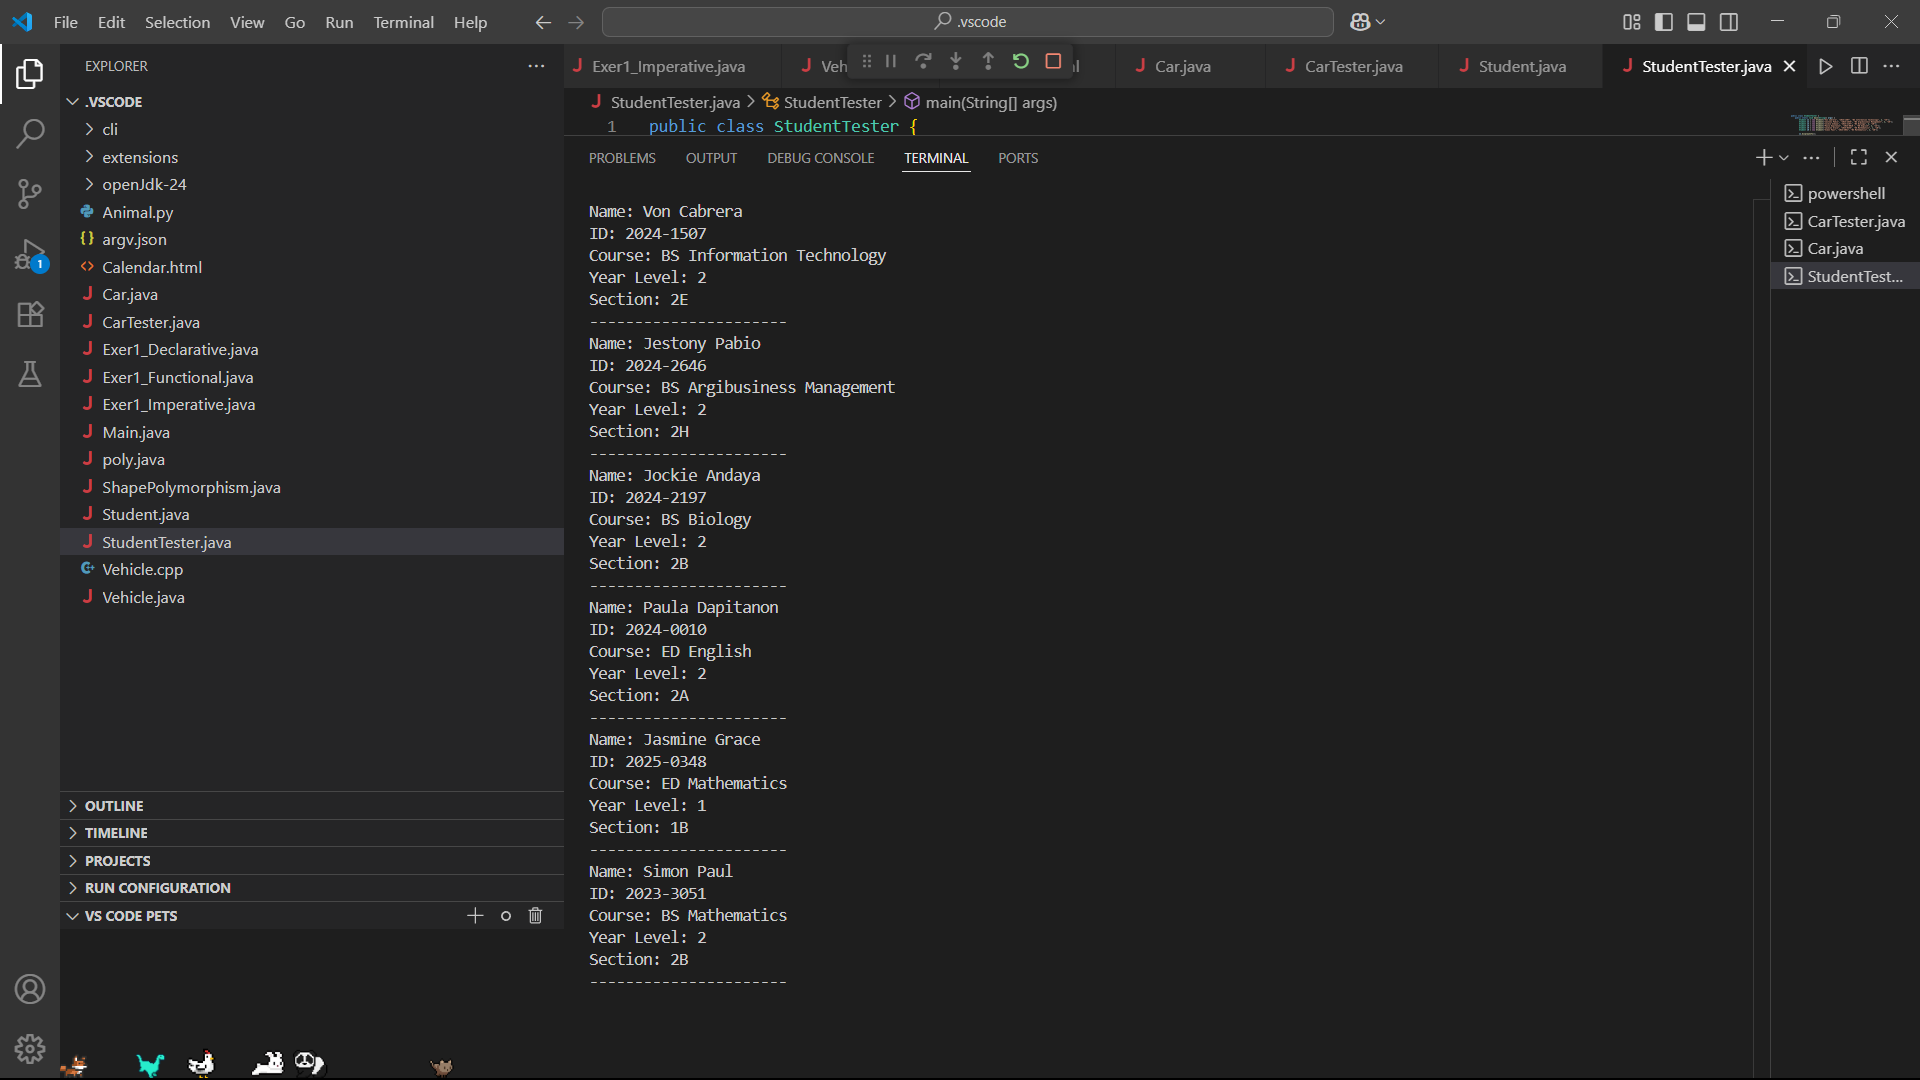 File Edit Selection View Go Run Terminal Help
.vscode
EXPLORER
.VSCODE
cli
extensions
openJdk-24
Animal.py
argv.json
Calendar.html
Car.java
CarTester.java
Exer1_Declarative.java
Exer1_Functional.java
Exer1_Imperative.java
Main.java
poly.java
ShapePolymorphism.java
Student.java
StudentTester.java
Vehicle.cpp
Vehicle.java
OUTLINE
TIMELINE
PROJECTS
RUN CONFIGURATION
VS CODE PETS
1
Exer1_Imperative.java Veh Car.java CarTester.java Student.java StudentTester.java
StudentTester.java > StudentTester > main(String[] args)
1 public class StudentTester {
PROBLEMS OUTPUT DEBUG CONSOLE TERMINAL PORTS
Name: Von Cabrera
ID: 2024-1507
Course: BS Information Technology
Year Level: 2
Section: 2E
----------------------
Name: Jestony Pabio
ID: 2024-2646
Course: BS Argibusiness Management
Year Level: 2
Section: 2H
----------------------
Name: Jockie Andaya
ID: 2024-2197
Course: BS Biology
Year Level: 2
Section: 2B
----------------------
Name: Paula Dapitanon
ID: 2024-0010
Course: ED English
Year Level: 2
Section: 2A
----------------------
Name: Jasmine Grace
ID: 2025-0348
Course: ED Mathematics
Year Level: 1
Section: 1B
----------------------
Name: Simon Paul
ID: 2023-3051
Course: BS Mathematics
Year Level: 2
Section: 2B
----------------------
powershell
CarTester.java
Car.java
StudentTest...